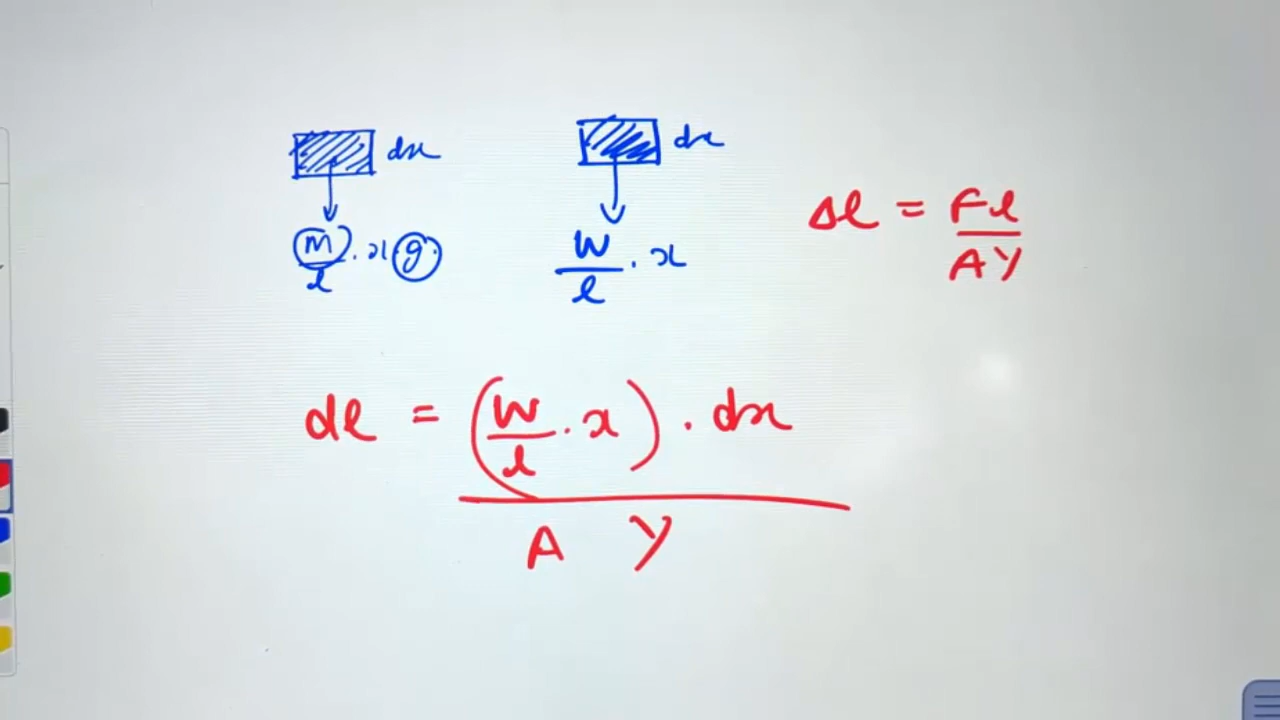 dx dx
m/l . x g W/l . x Δl = Fl/AY
dl = (W/l . x) . dx
A Y